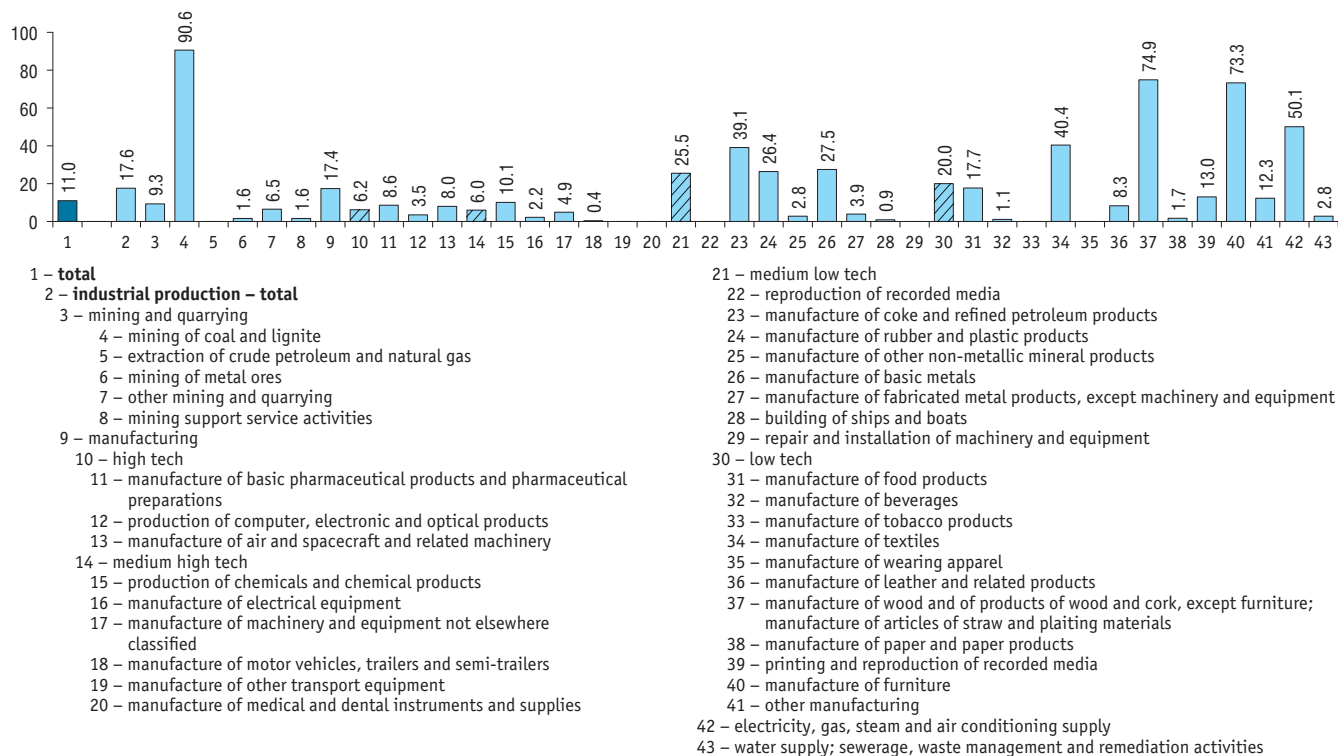 100
80
60
40
20
0
11.0
17.6
9.3
90.6
1.6
6.5
1.6
17.4
6.2
8.6
3.5
8.0
6.0
10.1
2.2
4.9
0.4
25.5
39.1
26.4
2.8
27.5
3.9
0.9
20.0
17.7
1.1
40.4
8.3
74.9
1.7
13.0
73.3
12.3
50.1
2.8
1 2 3 4 5 6 7 8 9 10 11 12 13 14 15 16 17 18 19 20 21 22 23 24 25 26 27 28 29 30 31 32 33 34 35 36 37 38 39 40 41 42 43
1 – total
2 – industrial production – total
3 – mining and quarrying
4 – mining of coal and lignite
5 – extraction of crude petroleum and natural gas
6 – mining of metal ores
7 – other mining and quarrying
8 – mining support service activities
9 – manufacturing
10 – high tech
11 – manufacture of basic pharmaceutical products and pharmaceutical
preparations
12 – production of computer, electronic and optical products
13 – manufacture of air and spacecraft and related machinery
14 – medium high tech
15 – production of chemicals and chemical products
16 – manufacture of electrical equipment
17 – manufacture of machinery and equipment not elsewhere
classified
18 – manufacture of motor vehicles, trailers and semi-trailers
19 – manufacture of other transport equipment
20 – manufacture of medical and dental instruments and supplies
21 – medium low tech
22 – reproduction of recorded media
23 – manufacture of coke and refined petroleum products
24 – manufacture of rubber and plastic products
25 – manufacture of other non-metallic mineral products
26 – manufacture of basic metals
27 – manufacture of fabricated metal products, except machinery and equipment
28 – building of ships and boats
29 – repair and installation of machinery and equipment
30 – low tech
31 – manufacture of food products
32 – manufacture of beverages
33 – manufacture of tobacco products
34 – manufacture of textiles
35 – manufacture of wearing apparel
36 – manufacture of leather and related products
37 – manufacture of wood and of products of wood and cork, except furniture;
manufacture of articles of straw and plaiting materials
38 – manufacture of paper and paper products
39 – printing and reproduction of recorded media
40 – manufacture of furniture
41 – other manufacturing
42 – electricity, gas, steam and air conditioning supply
43 – water supply; sewerage, waste management and remediation activities